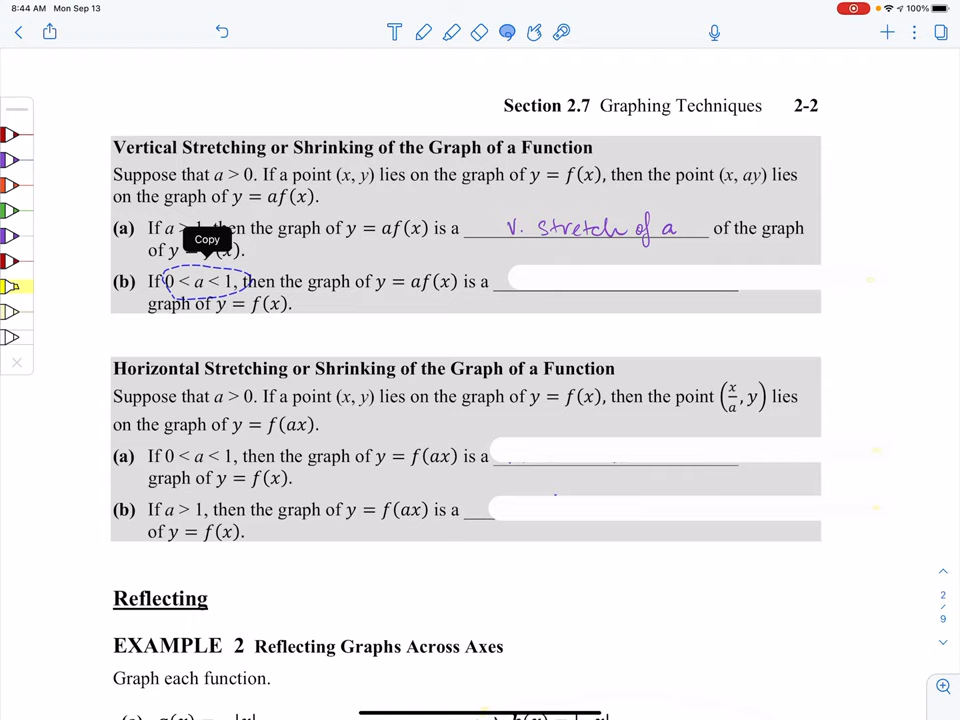 8:44 AM Mon Sep 13
100%
Section 2.7 Graphing Techniques 2-2
Vertical Stretching or Shrinking of the Graph of a Function
Suppose that a > 0. If a point (x, y) lies on the graph of y = f(x), then the point (x, ay) lies
on the graph of y = af(x).
(a) If a > 1, then the graph of y = af(x) is a v. stretch of a of the graph
Copy
of y = f(x).
(b) If 0 < a < 1, then the graph of y = af(x) is a
graph of y = f(x).
Horizontal Stretching or Shrinking of the Graph of a Function
Suppose that a > 0. If a point (x, y) lies on the graph of y = f(x), then the point (x/a, y) lies
on the graph of y = f(ax).
(a) If 0 < a < 1, then the graph of y = f(ax) is a
graph of y = f(x).
(b) If a > 1, then the graph of y = f(ax) is a
of y = f(x).
Reflecting
EXAMPLE 2 Reflecting Graphs Across Axes
Graph each function.
2
/
9